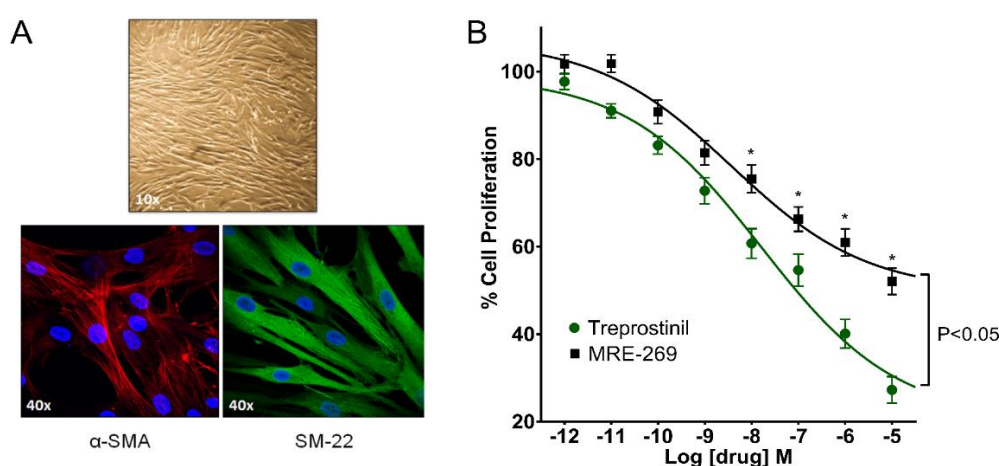 A
10x
40x
40x
α-SMA
SM-22
B
% Cell Proliferation
100
80
60
40
20
*
*
*
*
Treprostinil
MRE-269
P<0.05
-12 -11 -10 -9 -8 -7 -6 -5
Log [drug] M